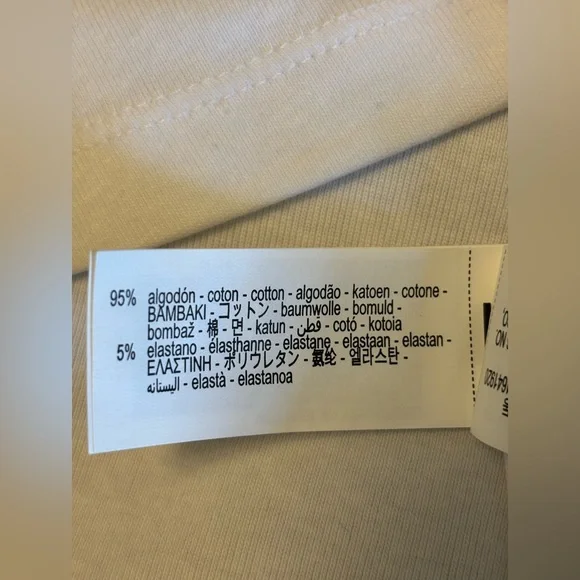 95% algodón - coton - cotton - algodão - katoen - cotone -
BAMBAKI - コットン - baumwolle - bomuld -
bombaž - 棉 - 면 - katun - قطن - cotó - kotoia
5% elastano - élasthanne - elastane - elastaan - elastan -
ΕΛΑΣΤΙΝΗ - ポリウレタン - 氨纶 - 엘라스탄 -
اليستانه - elastà - elastanoa